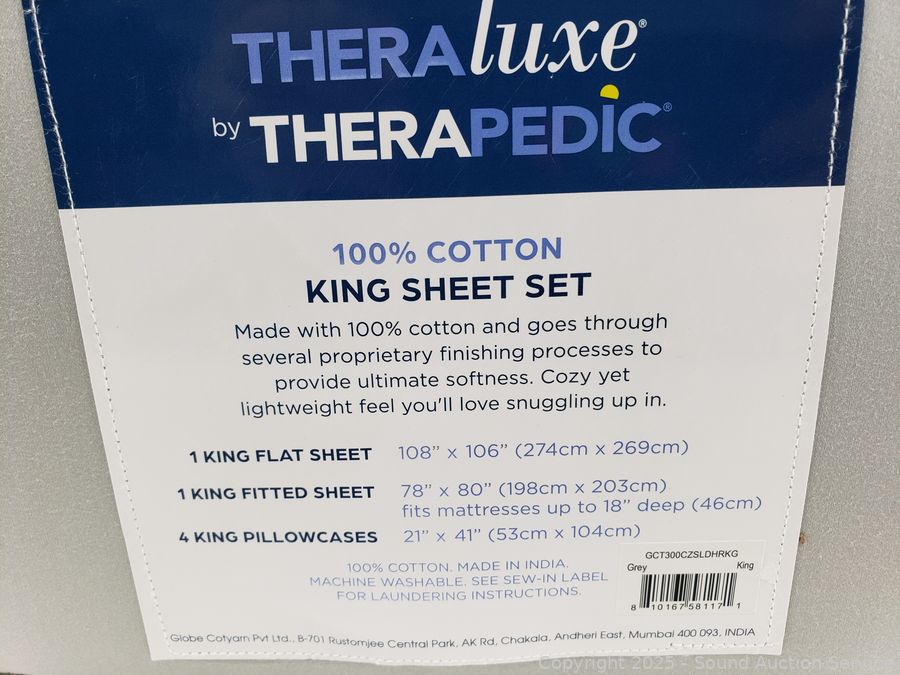 THERAluxe®
by THERAPEDIC®
100% COTTON
KING SHEET SET
Made with 100% cotton and goes through
several proprietary finishing processes to
provide ultimate softness. Cozy yet
lightweight feel you'll love snuggling up in.
1 KING FLAT SHEET 108" x 106" (274cm x 269cm)
1 KING FITTED SHEET 78" x 80" (198cm x 203cm)
fits mattresses up to 18" deep (46cm)
4 KING PILLOWCASES 21" x 41" (53cm x 104cm)
100% COTTON. MADE IN INDIA.
MACHINE WASHABLE. SEE SEW-IN LABEL
FOR LAUNDERING INSTRUCTIONS.
GCT300CZSLDHRKG
Grey King
8 10167 58117 1
Globe Cotyarn Pvt Ltd., B-701 Rustomjee Central Park, AK Rd, Chakala, Andheri East, Mumbai 400 093, INDIA
Copyright 2025 - Sound Auction Service